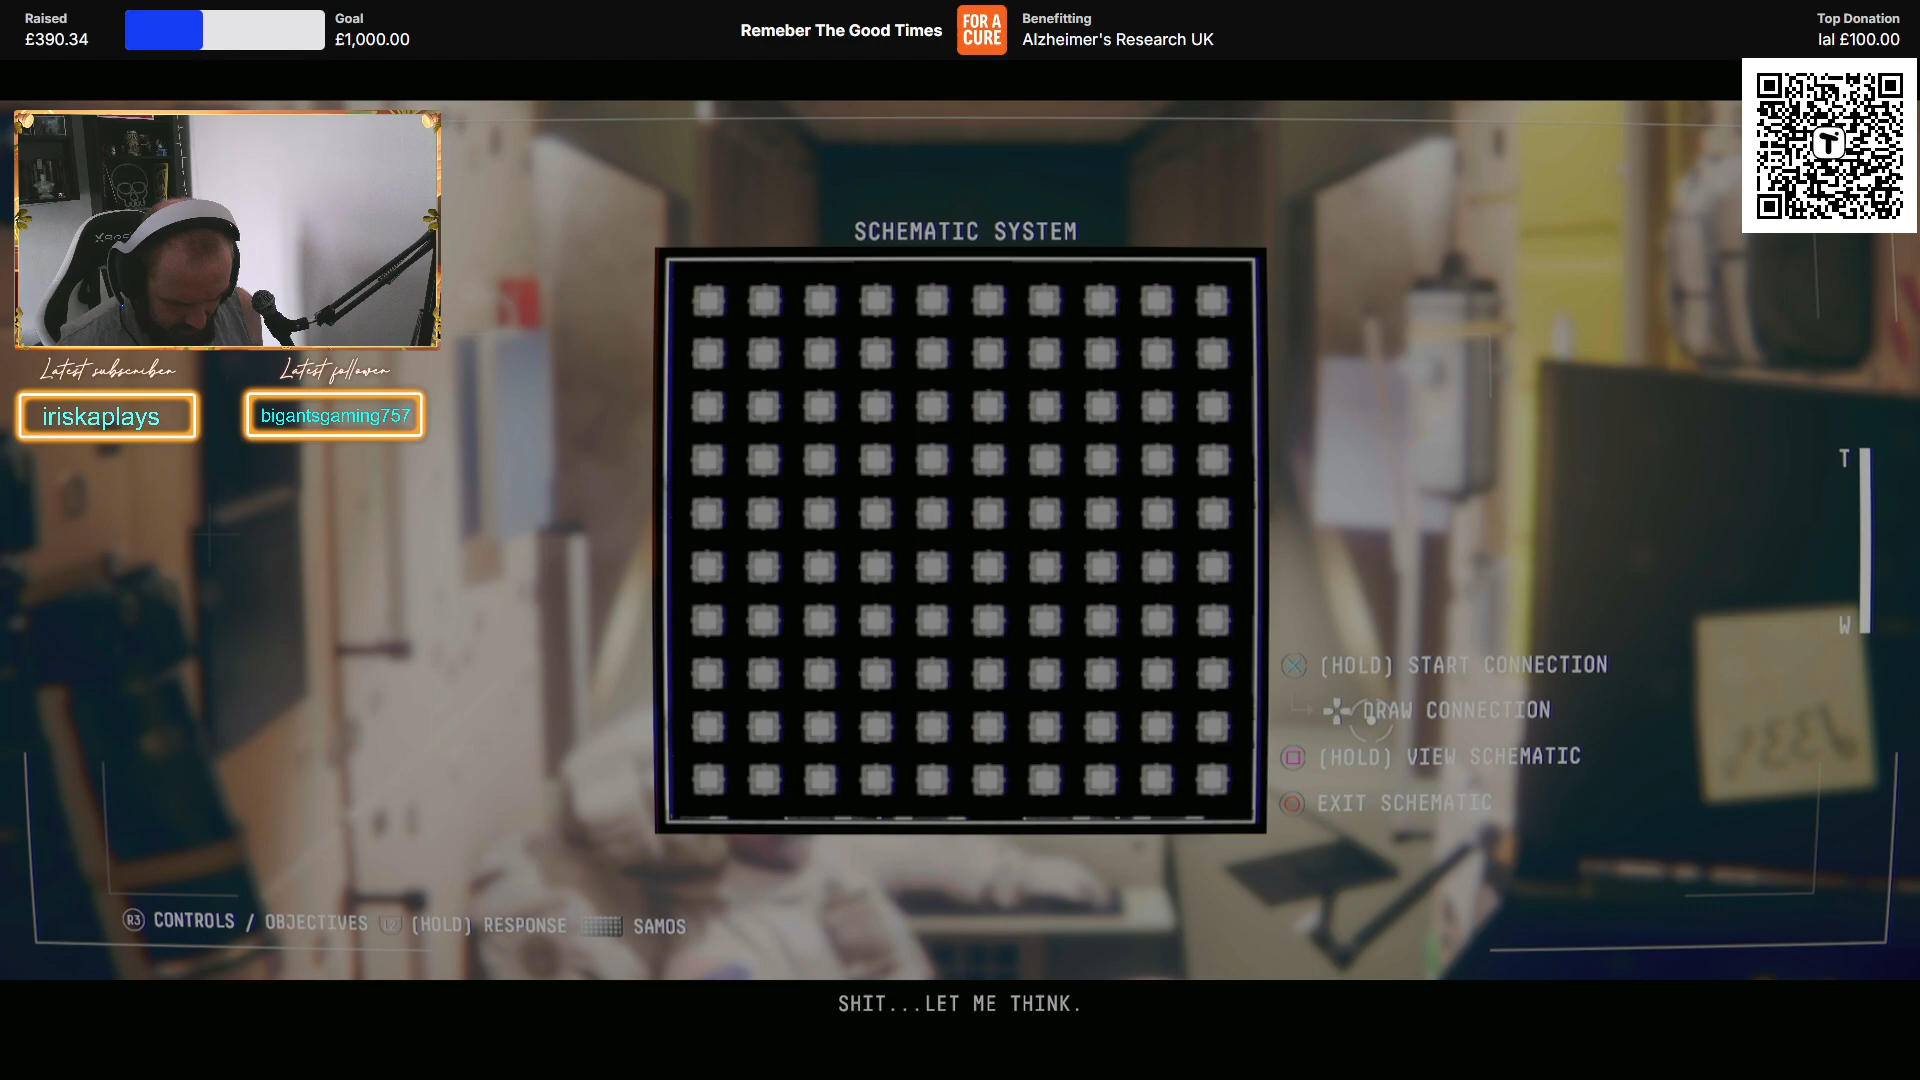 Raised
£390.34
Goal
£1,000.00
Remeber The Good Times
FOR A
CURE
Benefitting
Alzheimer's Research UK
Top Donation
lal £100.00
T
SCHEMATIC SYSTEM
Latest subscriber
Latest follower
iriskaplays
bigantsgaming757
T
W
(HOLD) START CONNECTION
DRAW CONNECTION
(HOLD) VIEW SCHEMATIC
EXIT SCHEMATIC
R3 CONTROLS / OBJECTIVES (HOLD) RESPONSE SAMOS
SHIT...LET ME THINK.